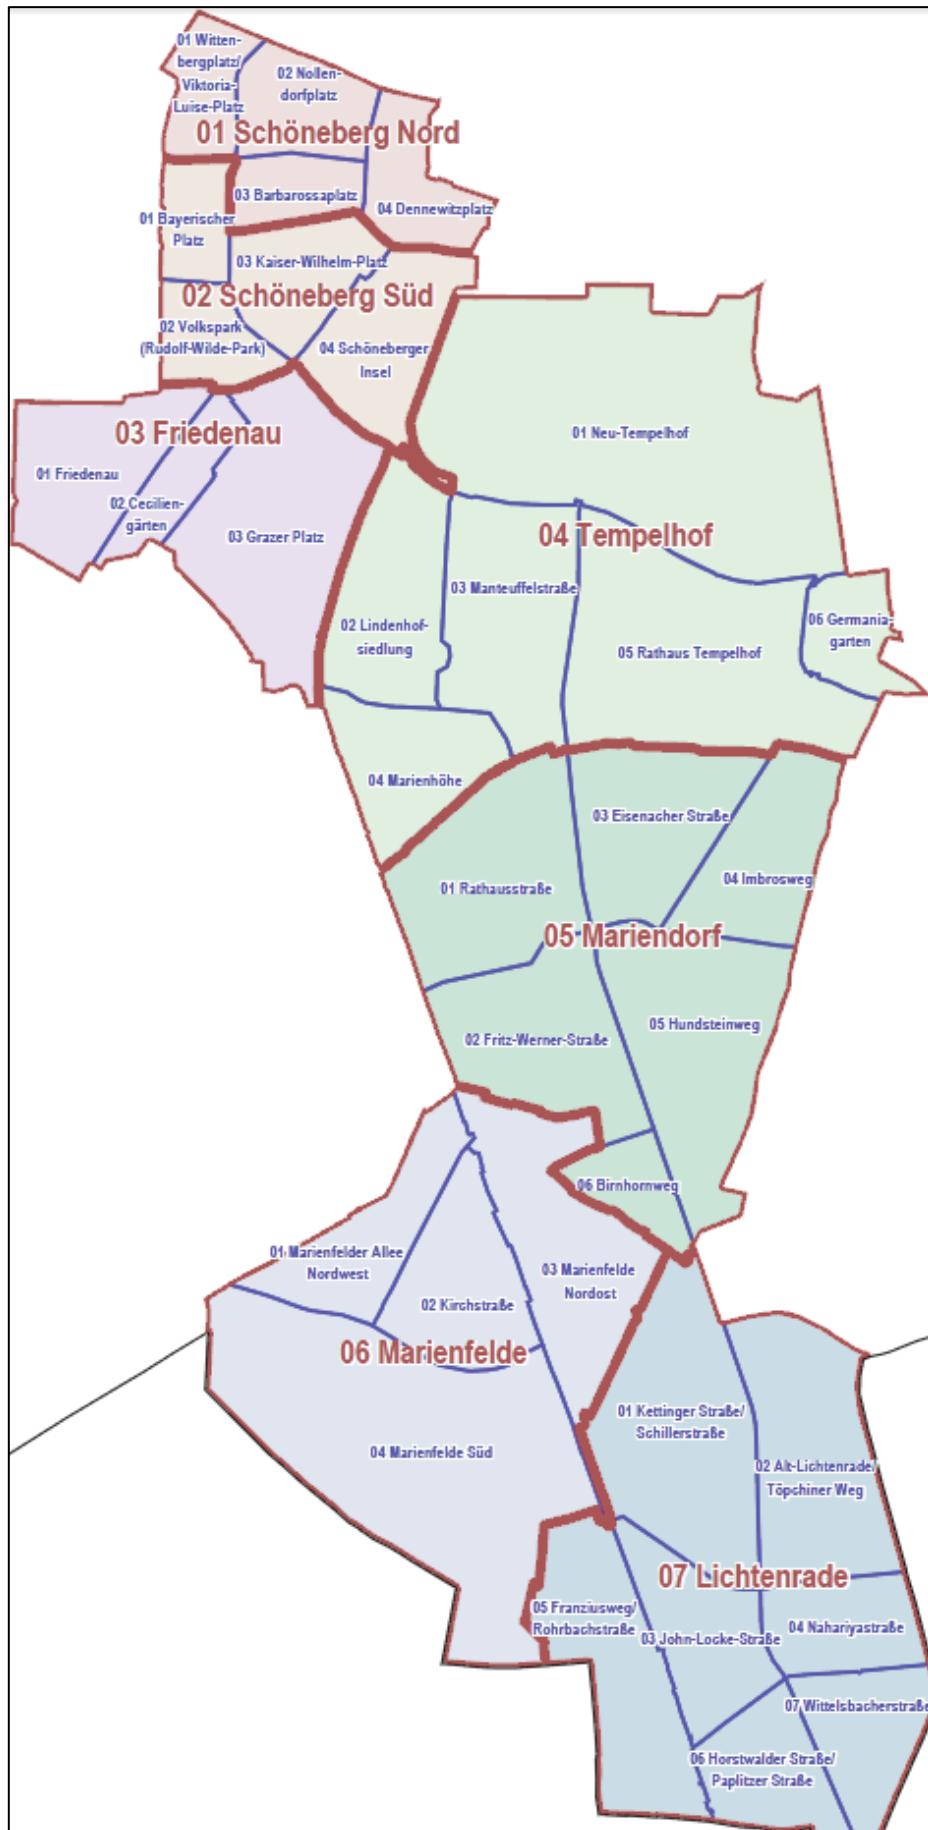 01 Witten-
bergplatz/
Viktoria-
Luise-Platz
02 Nollen-
dorfplatz
01 Schöneberg Nord
03 Barbarossaplatz
04 Dennewitzplatz
01 Bayerischer
Platz
03 Kaiser-Wilhelm-Platz
02 Schöneberg Süd
02 Volkspark
(Rudolf-Wilde-Park)
04 Schöneberger
Insel
03 Friedenau
01 Friedenau
02 Cecilien-
gärten
03 Grazer Platz
01 Neu-Tempelhof
04 Tempelhof
03 Manteuffelstraße
02 Lindenhof-
siedlung
05 Rathaus Tempelhof
06 Germania-
garten
04 Marienhöhe
03 Eisenacher Straße
01 Rathausstraße
04 Imbrosweg
05 Mariendorf
02 Fritz-Werner-Straße
05 Hundsteinweg
06 Birnhornweg
01 Marienfelder Allee
Nordwest
03 Marienfelde
Nordost
02 Kirchstraße
06 Marienfelde
04 Marienfelde Süd
01 Kettinger Straße/
Schillerstraße
02 Alt-Lichtenrade/
Töpchiner Weg
07 Lichtenrade
05 Franziusweg/
Rohrbachstraße
03 John-Locke-Straße
04 Nahariyastraße
07 Wittelsbacherstraße
06 Horstwalder Straße/
Paplitzer Straße